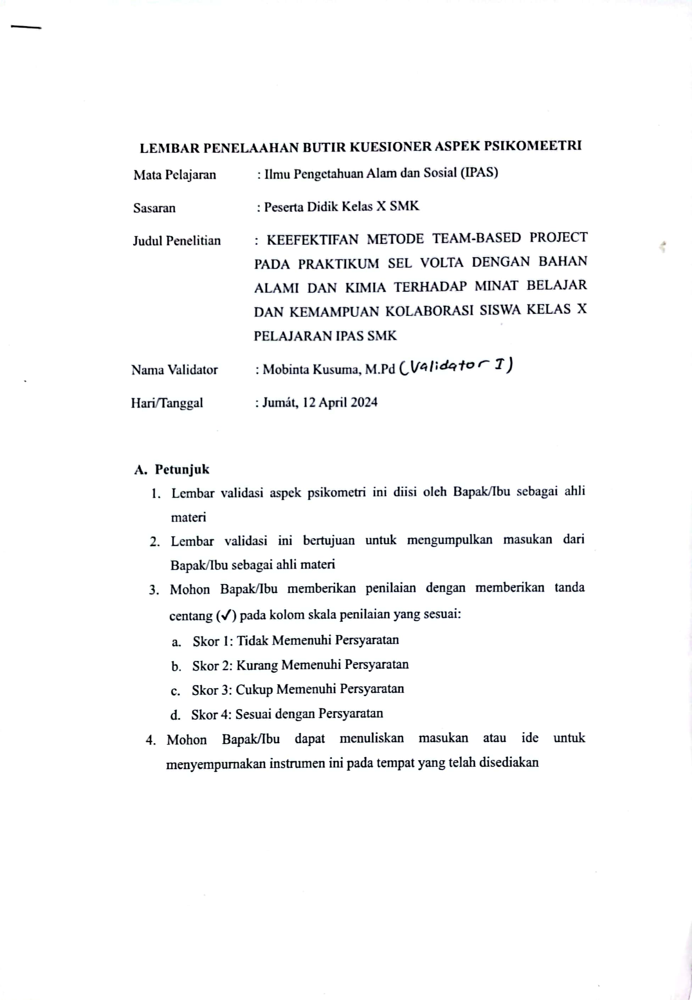 LEMBAR PENELAAHAN BUTIR KUESIONER ASPEK PSIKOMEETRI
Mata Pelajaran : Ilmu Pengetahuan Alam dan Sosial (IPAS)
Sasaran : Peserta Didik Kelas X SMK
Judul Penelitian : KEEFEKTIFAN METODE TEAM-BASED PROJECT
PADA PRAKTIKUM SEL VOLTA DENGAN BAHAN
ALAMI DAN KIMIA TERHADAP MINAT BELAJAR
DAN KEMAMPUAN KOLABORASI SISWA KELAS X
PELAJARAN IPAS SMK
Nama Validator : Mobinta Kusuma, M.Pd (Validator I)
Hari/Tanggal : Jumát, 12 April 2024
A. Petunjuk
1. Lembar validasi aspek psikometri ini diisi oleh Bapak/Ibu sebagai ahli
materi
2. Lembar validasi ini bertujuan untuk mengumpulkan masukan dari
Bapak/Ibu sebagai ahli materi
3. Mohon Bapak/Ibu memberikan penilaian dengan memberikan tanda
centang (✓) pada kolom skala penilaian yang sesuai:
a. Skor 1: Tidak Memenuhi Persyaratan
b. Skor 2: Kurang Memenuhi Persyaratan
c. Skor 3: Cukup Memenuhi Persyaratan
d. Skor 4: Sesuai dengan Persyaratan
4. Mohon Bapak/Ibu dapat menuliskan masukan atau ide untuk
menyempurnakan instrumen ini pada tempat yang telah disediakan